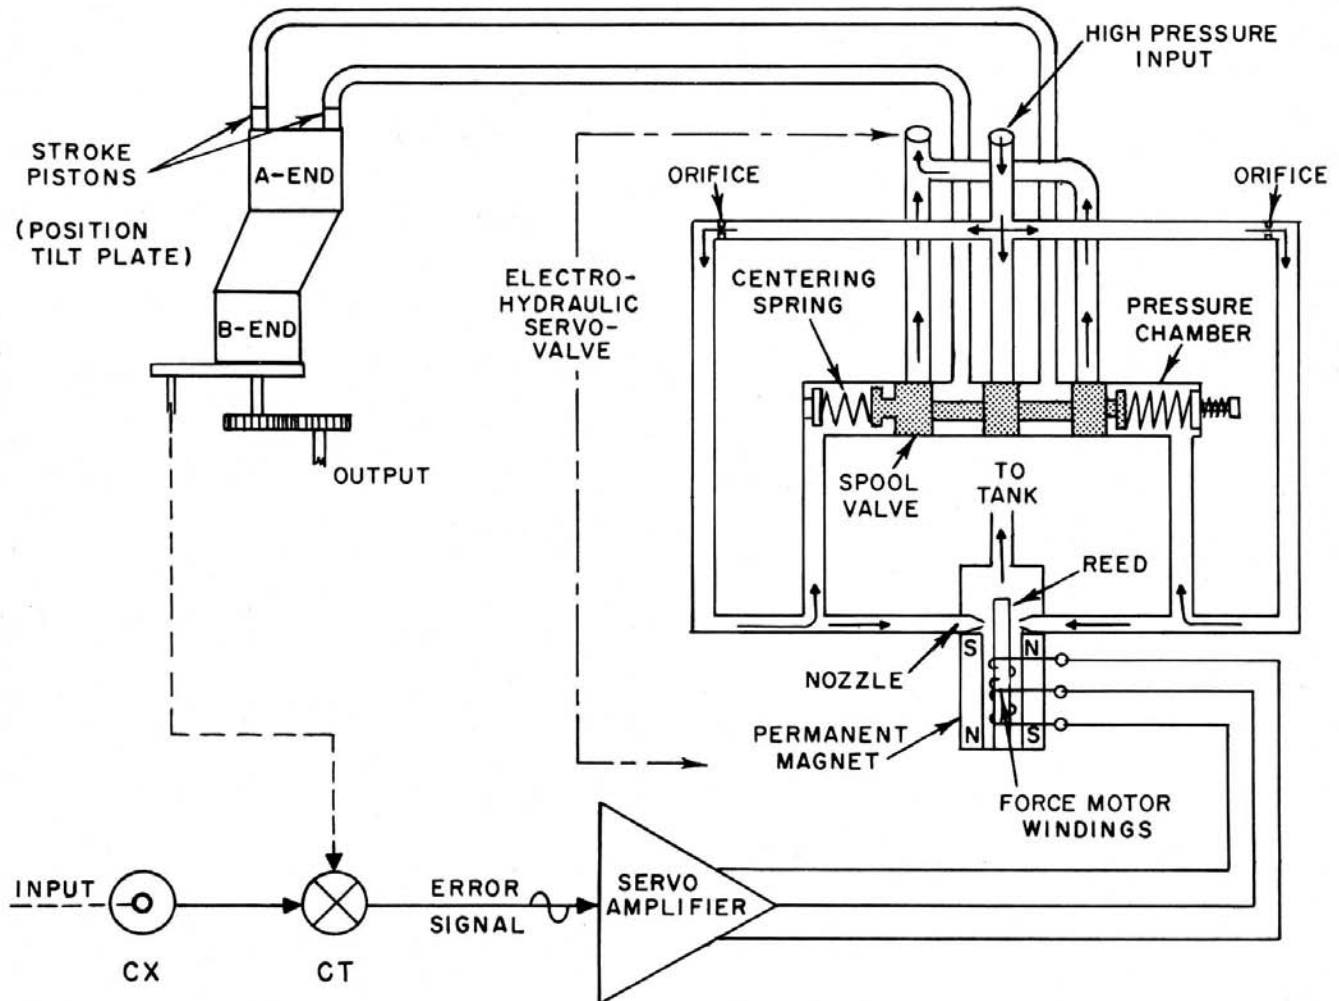 HIGH PRESSURE
INPUT
STROKE
PISTONS
A-END
(POSITION
TILT PLATE)
B-END
OUTPUT
ORIFICE
ORIFICE
ELECTRO-
HYDRAULIC
SERVO-
VALVE
CENTERING
SPRING
PRESSURE
CHAMBER
SPOOL
VALVE
TO
TANK
REED
NOZZLE
S
N
N
S
PERMANENT
MAGNET
FORCE MOTOR
WINDINGS
INPUT
CX
CT
ERROR
SIGNAL
SERVO
AMPLIFIER